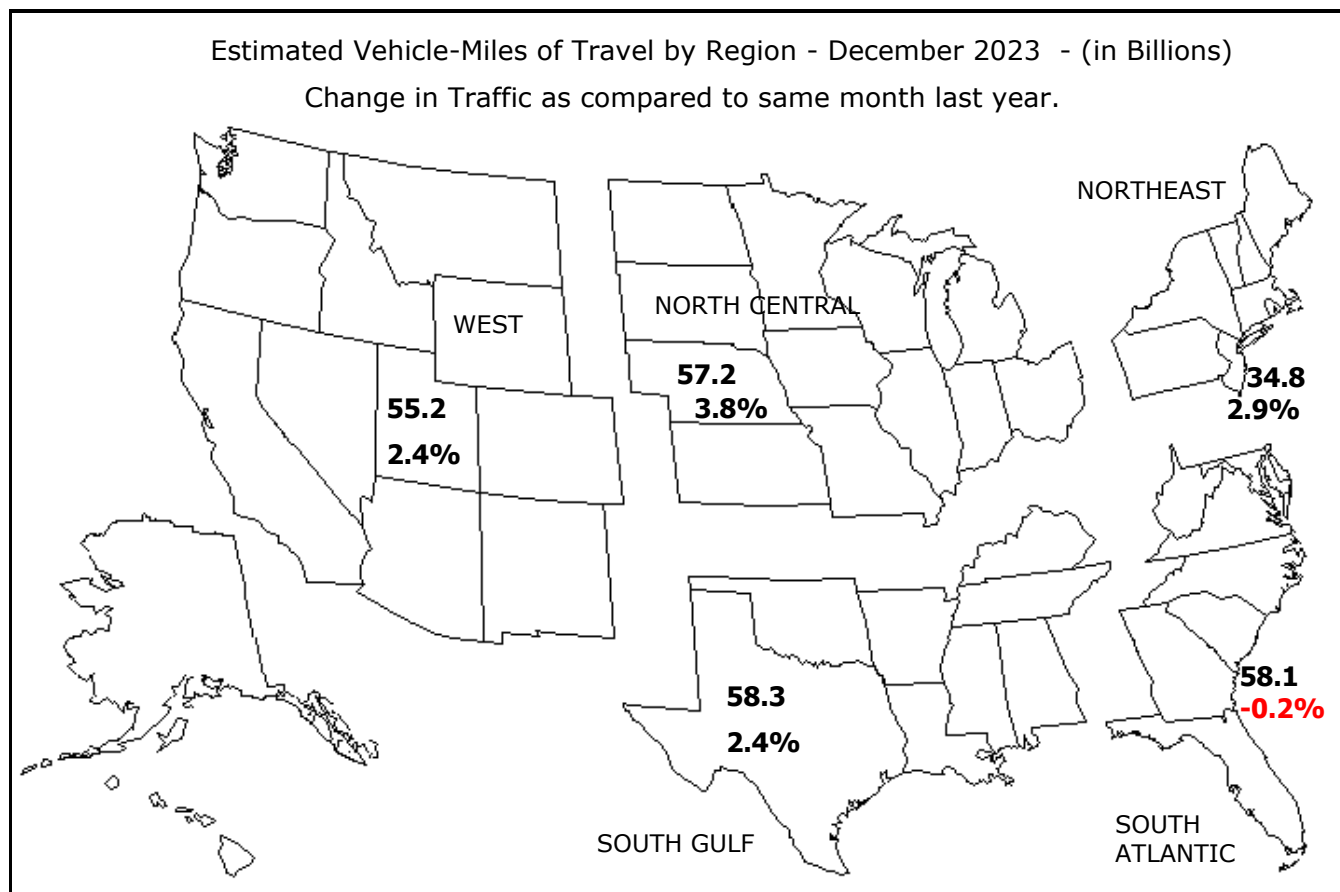 Estimated Vehicle-Miles of Travel by Region - December 2023 - (in Billions)
Change in Traffic as compared to same month last year.
NORTHEAST
34.8
2.9%
NORTH CENTRAL
57.2
3.8%
WEST
55.2
2.4%
58.3
2.4%
SOUTH GULF
58.1
-0.2%
SOUTH
ATLANTIC